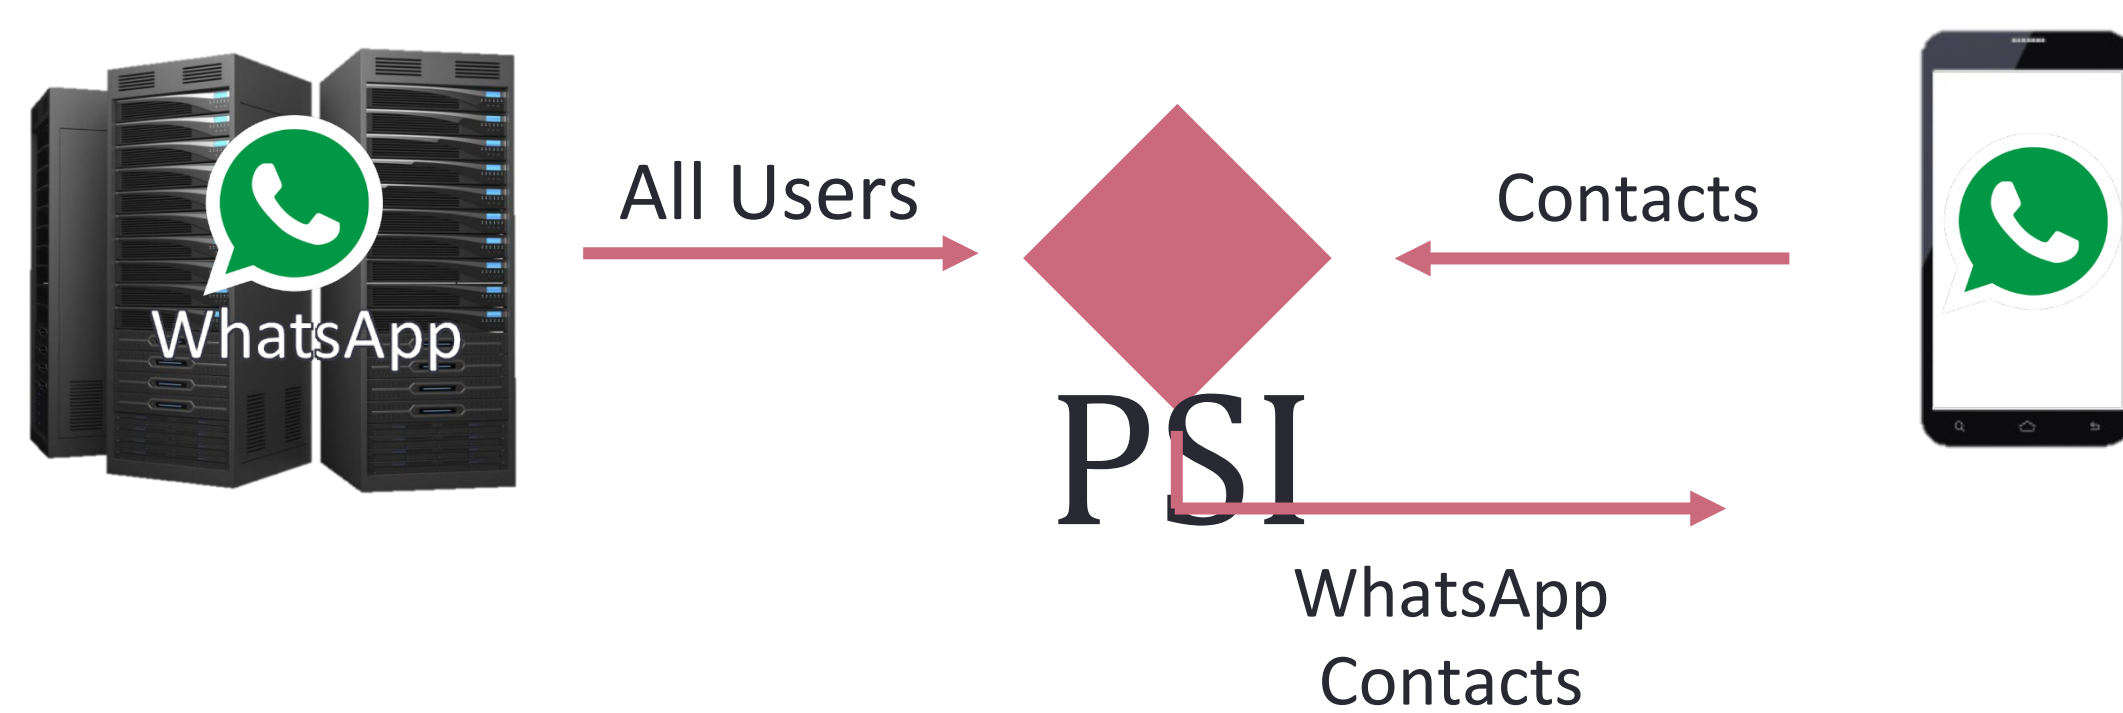 All Users
Contacts
WhatsApp
PSI
WhatsApp
Contacts